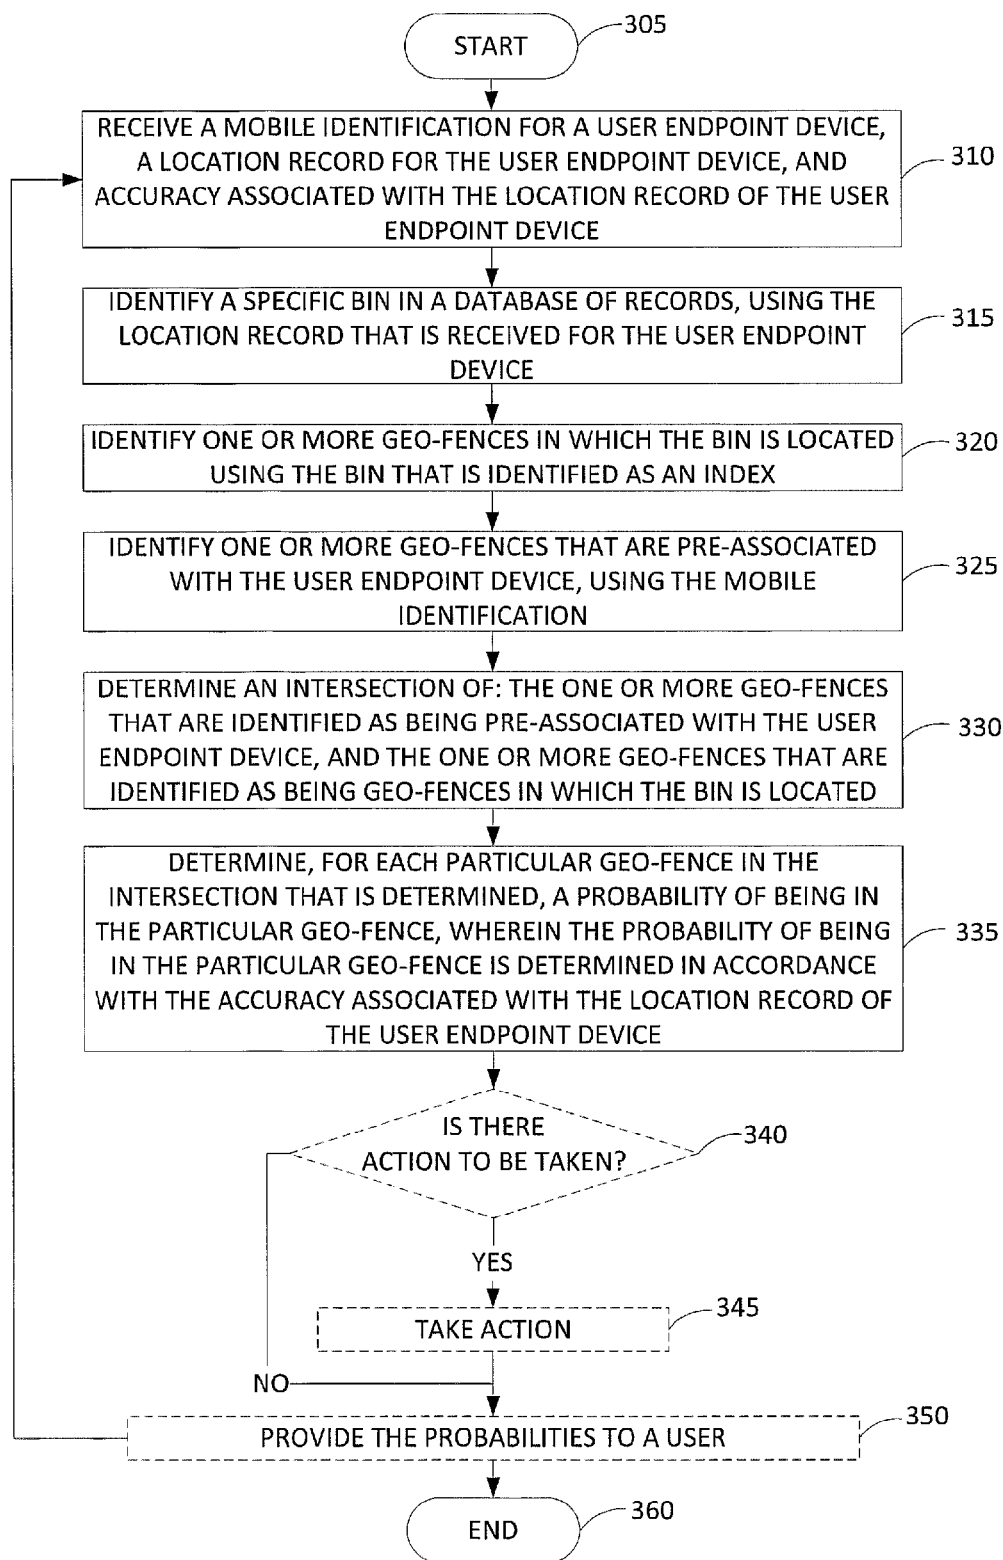 START
305
RECEIVE A MOBILE IDENTIFICATION FOR A USER ENDPOINT DEVICE,
A LOCATION RECORD FOR THE USER ENDPOINT DEVICE, AND
ACCURACY ASSOCIATED WITH THE LOCATION RECORD OF THE USER
ENDPOINT DEVICE
310
IDENTIFY A SPECIFIC BIN IN A DATABASE OF RECORDS, USING THE
LOCATION RECORD THAT IS RECEIVED FOR THE USER ENDPOINT
DEVICE
315
IDENTIFY ONE OR MORE GEO-FENCES IN WHICH THE BIN IS LOCATED
USING THE BIN THAT IS IDENTIFIED AS AN INDEX
320
IDENTIFY ONE OR MORE GEO-FENCES THAT ARE PRE-ASSOCIATED
WITH THE USER ENDPOINT DEVICE, USING THE MOBILE
IDENTIFICATION
325
DETERMINE AN INTERSECTION OF: THE ONE OR MORE GEO-FENCES
THAT ARE IDENTIFIED AS BEING PRE-ASSOCIATED WITH THE USER
ENDPOINT DEVICE, AND THE ONE OR MORE GEO-FENCES THAT ARE
IDENTIFIED AS BEING GEO-FENCES IN WHICH THE BIN IS LOCATED
330
DETERMINE, FOR EACH PARTICULAR GEO-FENCE IN THE
INTERSECTION THAT IS DETERMINED, A PROBABILITY OF BEING IN
THE PARTICULAR GEO-FENCE, WHEREIN THE PROBABILITY OF BEING
IN THE PARTICULAR GEO-FENCE IS DETERMINED IN ACCORDANCE
WITH THE ACCURACY ASSOCIATED WITH THE LOCATION RECORD OF
THE USER ENDPOINT DEVICE
335
IS THERE
ACTION TO BE TAKEN?
340
YES
TAKE ACTION
345
NO
PROVIDE THE PROBABILITIES TO A USER
350
END
360